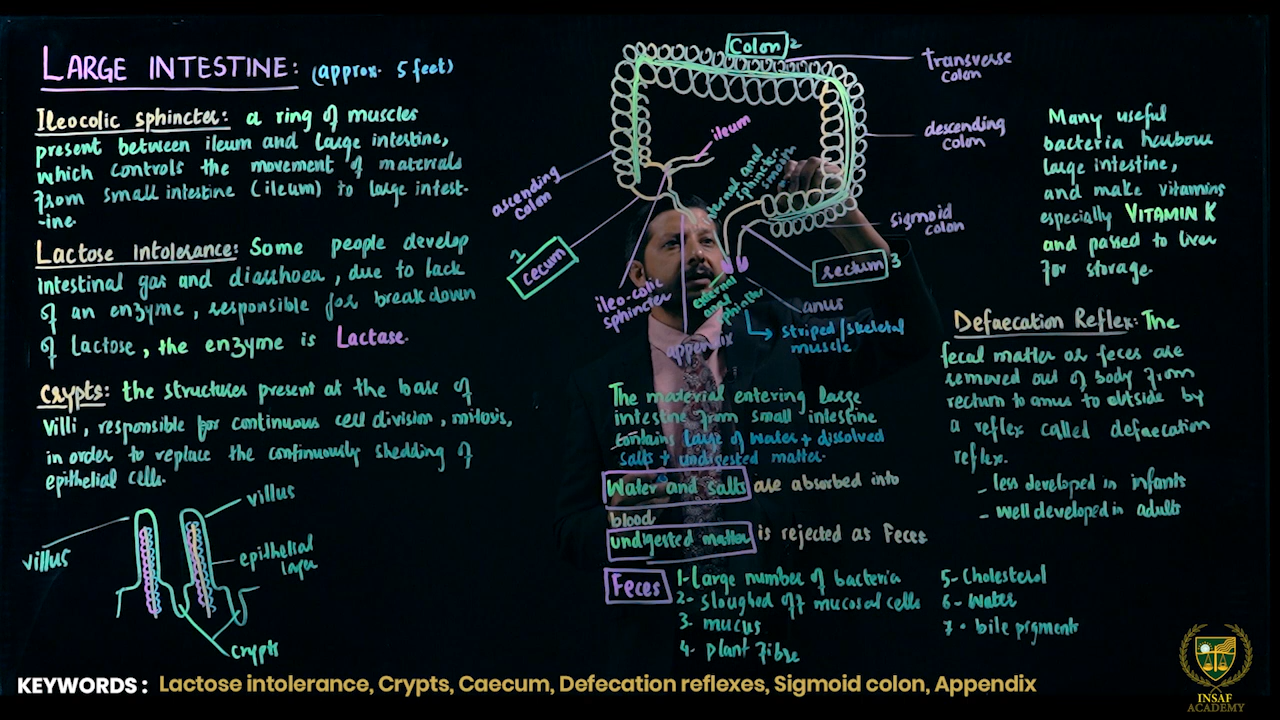 LARGE INTESTINE: (approx. 5 feet)
Ileocolic sphincter: a ring of muscles
present between ileum and large intestine,
which controls the movement of materials
from small intestine (ileum) to large intest-
-ine.
Lactose Intolerance: Some people develop
intestinal gas and diarrhoea, due to lack
of an enzyme, responsible for breakdown
of Lactose, the enzyme is Lactase.
Crypts: the structures present at the base of
villi, responsible for continuous cell division, mitosis,
in order to replace the continuously shedding of
epithelial cells.
villus
villus
epithelial
layer
crypts
Colon 2
transverse
colon
descending
colon
sigmoid
colon
ileum
ascending
colon
1
cecum
ileo-colic
sphincter
appendix
internal anal
sphincter
smooth
external
anal
sphincter
rectum 3
anus
striped/skeletal
muscle
The material entering large
intestine from small intestine
contains large of water + dissolved
salts + undigested matter.
Water and salts are absorbed into
blood
undigested matter is rejected as Feces
Feces
1-Large number of bacteria
2- sloughed off mucosal cells
3- mucus
4- plant fibre
5- Cholesterol
6- Water
7- bile pigments
Many useful
bacteria harbour
large intestine,
and make vitamins
especially VITAMIN K
and passed to liver
for storage.
Defaecation Reflex: The
fecal matter or feces are
removed out of body from
rectum to anus to outside by
a reflex called defaecation
reflex.
- less developed in infants
- well developed in adults
KEYWORDS : Lactose intolerance, Crypts, Caecum, Defecation reflexes, Sigmoid colon, Appendix
INSAF
ACADEMY